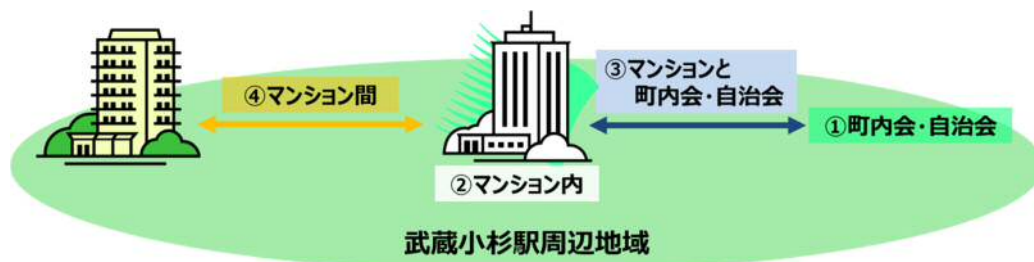 ④マンション間
③マンションと
町内会・自治会
①町内会・自治会
②マンション内
武蔵小杉駅周辺地域